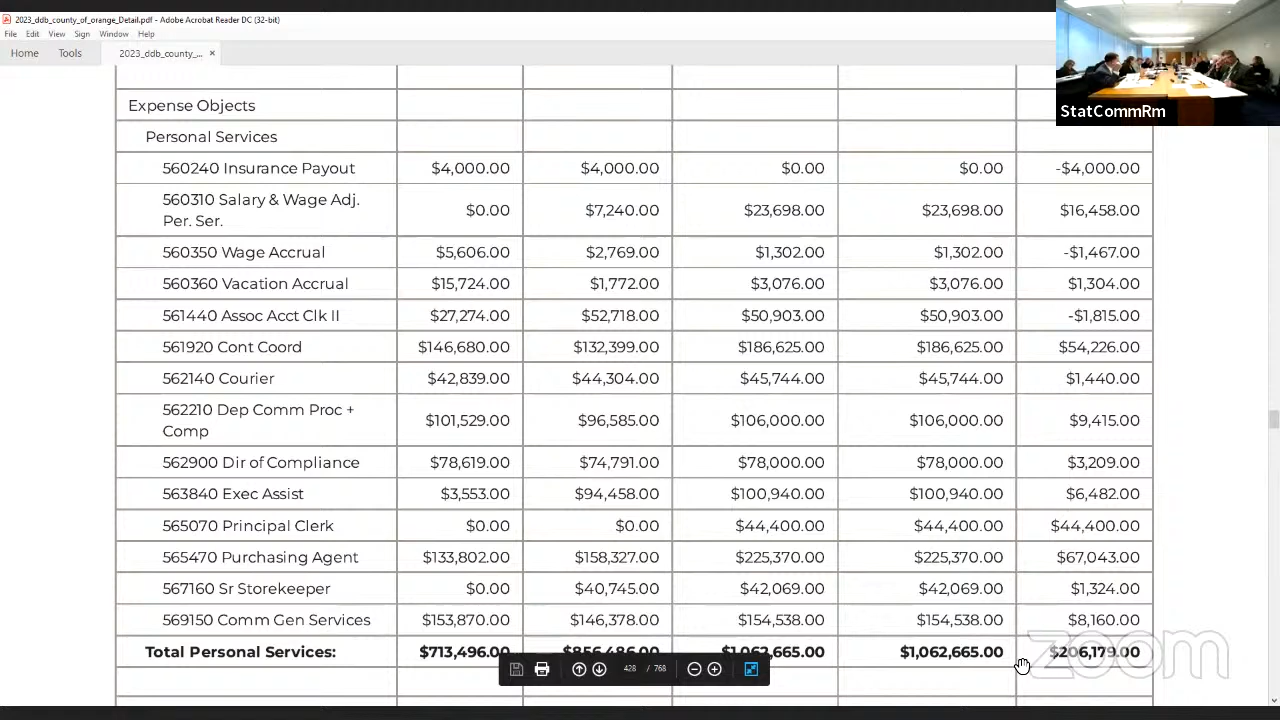 2023_ddb_county_of_orange_Detail.pdf - Adobe Acrobat Reader DC (32-bit)
File Edit View Sign Window Help
Home Tools 2023_ddb_county_... ×
StatCommRm
Expense Objects
Personal Services
560240 Insurance Payout $4,000.00 $4,000.00 $0.00 $0.00 -$4,000.00
560310 Salary & Wage Adj.
Per. Ser. $0.00 $7,240.00 $23,698.00 $23,698.00 $16,458.00
560350 Wage Accrual $5,606.00 $2,769.00 $1,302.00 $1,302.00 -$1,467.00
560360 Vacation Accrual $15,724.00 $1,772.00 $3,076.00 $3,076.00 $1,304.00
561440 Assoc Acct Clk II $27,274.00 $52,718.00 $50,903.00 $50,903.00 -$1,815.00
561920 Cont Coord $146,680.00 $132,399.00 $186,625.00 $186,625.00 $54,226.00
562140 Courier $42,839.00 $44,304.00 $45,744.00 $45,744.00 $1,440.00
562210 Dep Comm Proc +
Comp $101,529.00 $96,585.00 $106,000.00 $106,000.00 $9,415.00
562900 Dir of Compliance $78,619.00 $74,791.00 $78,000.00 $78,000.00 $3,209.00
563840 Exec Assist $3,553.00 $94,458.00 $100,940.00 $100,940.00 $6,482.00
565070 Principal Clerk $0.00 $0.00 $44,400.00 $44,400.00 $44,400.00
565470 Purchasing Agent $133,802.00 $158,327.00 $225,370.00 $225,370.00 $67,043.00
567160 Sr Storekeeper $0.00 $40,745.00 $42,069.00 $42,069.00 $1,324.00
569150 Comm Gen Services $153,870.00 $146,378.00 $154,538.00 $154,538.00 $8,160.00
Total Personal Services: $713,496.00 $856,486.00 $1,062,665.00 $1,062,665.00 $206,179.00
428 / 768
zoom